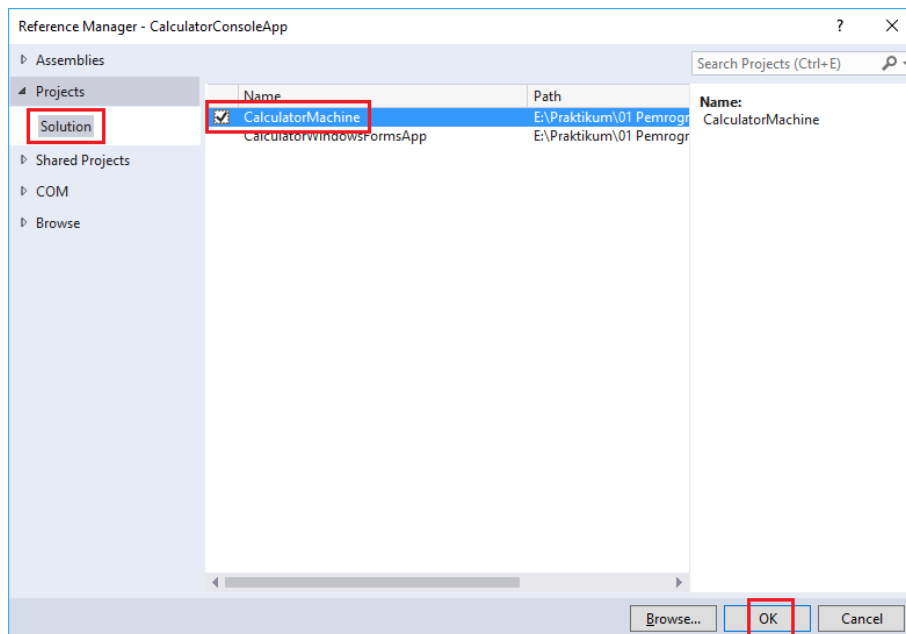 Reference Manager - CalculatorConsoleApp
Assemblies
Projects
Solution
Shared Projects
COM
Browse
Name Path
CalculatorMachine E:\Praktikum\01 Pemrogr
CalculatorWindowsFormsApp E:\Praktikum\01 Pemrogr
Search Projects (Ctrl+E)
Name:
CalculatorMachine
Browse... OK Cancel